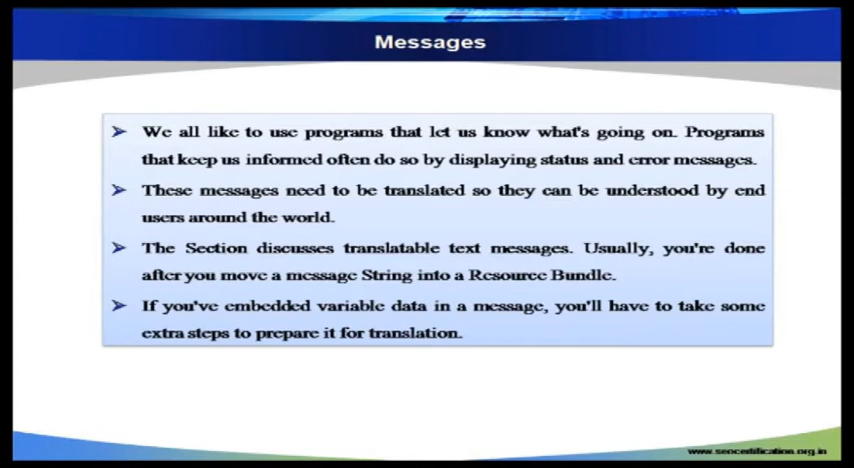 Messages
We all like to use programs that let us know what's going on. Programs
that keep us informed often do so by displaying status and error messages.
These messages need to be translated so they can be understood by end
users around the world.
The Section discusses translatable text messages. Usually, you're done
after you move a message String into a Resource Bundle.
If you've embedded variable data in a message, you'll have to take some
extra steps to prepare it for translation.
www.seocertification.org.in